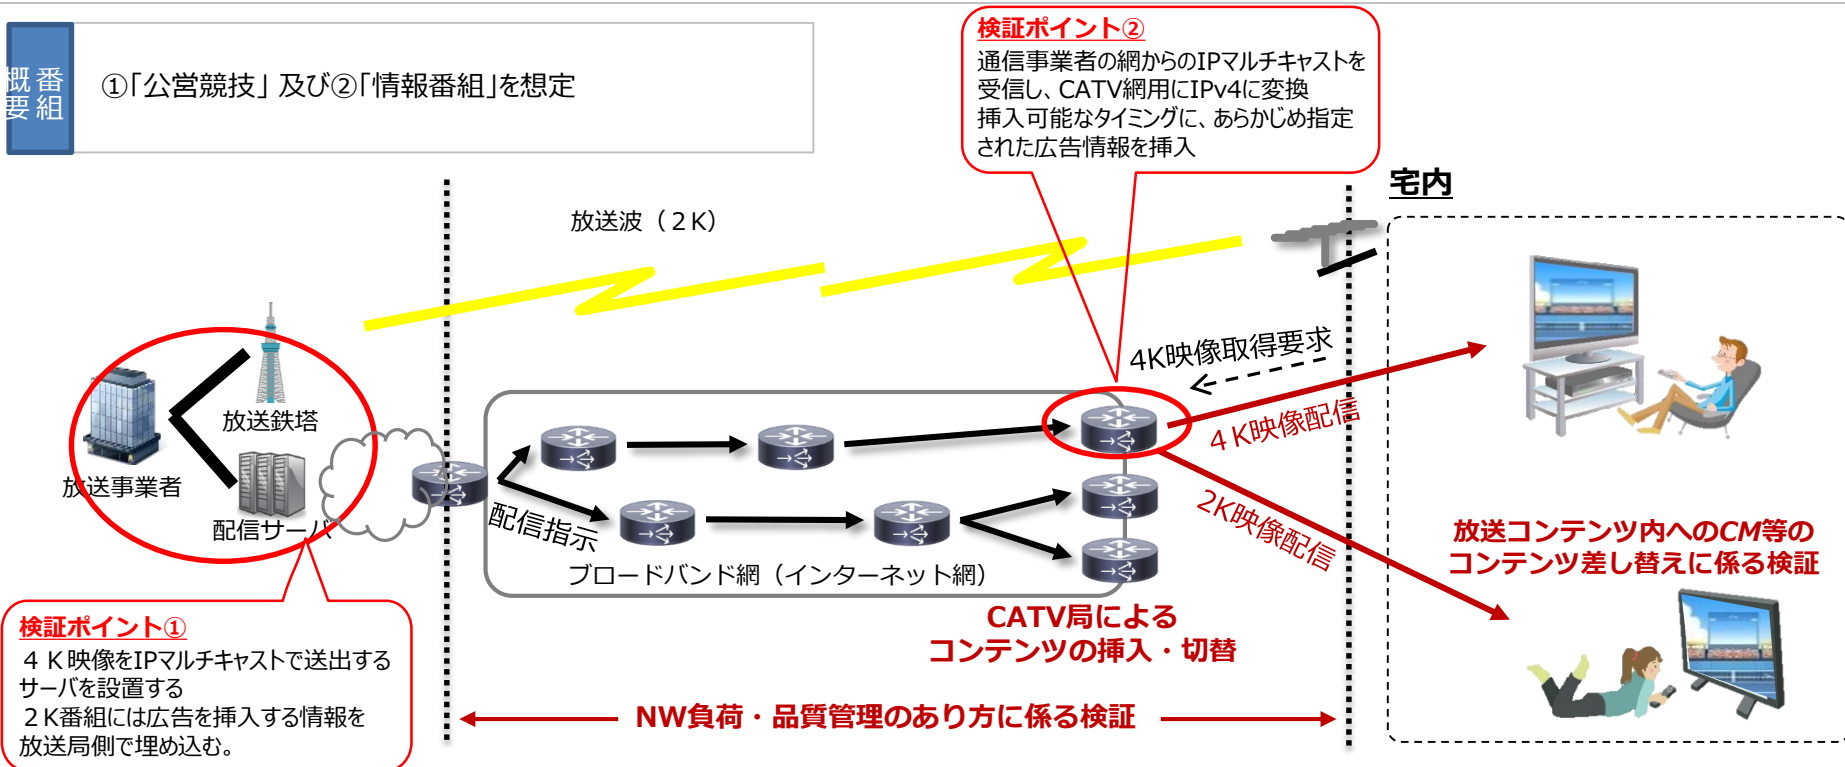 番組
概要
①「公営競技」 及び②「情報番組」を想定
検証ポイント②
通信事業者の網からのIPマルチキャストを
受信し、CATV網用にIPv4に変換
挿入可能なタイミングに、あらかじめ指定
された広告情報を挿入
宅内
放送波（２K）
4K映像取得要求
放送鉄塔
４K映像配信
放送事業者
配信サーバ
配信指示
2K映像配信
ブロードバンド網（インターネット網）
放送コンテンツ内へのCM等の
コンテンツ差し替えに係る検証
CATV局による
コンテンツの挿入・切替
検証ポイント①
４Ｋ映像をIPマルチキャストで送出する
サーバを設置する
２K番組には広告を挿入する情報を
放送局側で埋め込む。
NW負荷・品質管理のあり方に係る検証